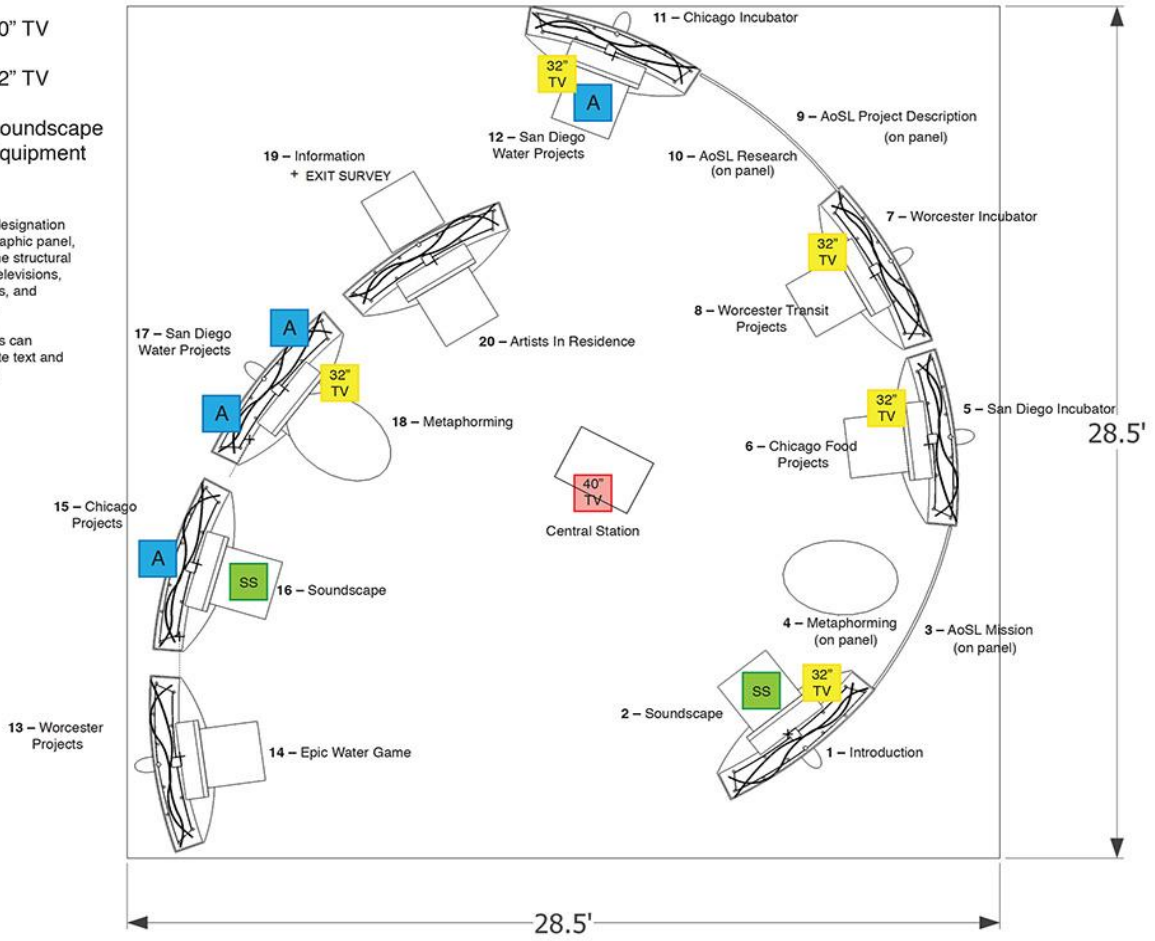 0” TV
2” TV
oundscape
quipment
esignation
aphic panel,
e structural
elevisions,
s, and
s can
te text and
11 – Chicago Incubator
32”
TV
A
12 – San Diego
Water Projects
9 – AoSL Project Description
(on panel)
10 – AoSL Research
(on panel)
19 – Information
+ EXIT SURVEY
7 – Worcester Incubator
32”
TV
8 – Worcester Transit
Projects
20 – Artists In Residence
17 – San Diego
Water Projects
A
A
32”
TV
18 – Metaphorming
32”
TV
5 – San Diego Incubator
6 – Chicago Food
Projects
28.5'
40”
TV
Central Station
15 – Chicago
Projects
A
SS
16 – Soundscape
4 – Metaphorming
(on panel)
3 – AoSL Mission
(on panel)
SS
32”
TV
2 – Soundscape
1 – Introduction
13 – Worcester
Projects
14 – Epic Water Game
28.5'